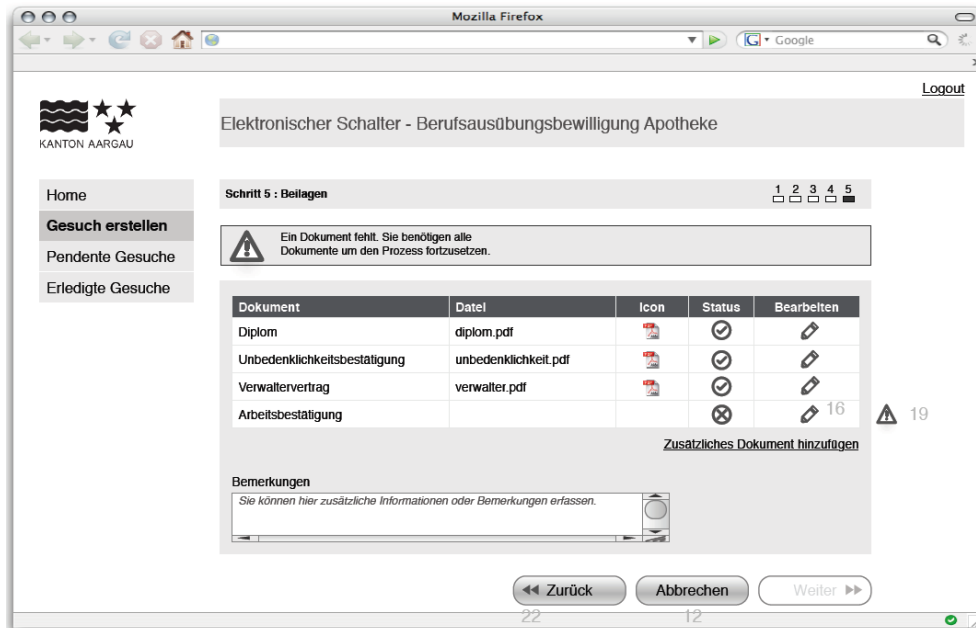 Mozilla Firefox
G Google
Logout
KANTON AARGAU
Elektronischer Schalter - Berufsausübungsbewilligung Apotheke
Home
Gesuch erstellen
Pendente Gesuche
Erledigte Gesuche
Schritt 5 : Beilagen
1 2 3 4 5
Ein Dokument fehlt. Sie benötigen alle
Dokumente um den Prozess fortzusetzen.
Dokument Datei Icon Status Bearbeiten
Diplom diplom.pdf
Unbedenklichkeitsbestätigung unbedenklichkeit.pdf
Verwaltervertrag verwalter.pdf
Arbeitsbestätigung 16 19
Zusätzliches Dokument hinzufügen
Bemerkungen
Sie können hier zusätzliche Informationen oder Bemerkungen erfassen.
Zurück Abbrechen Weiter
22 12